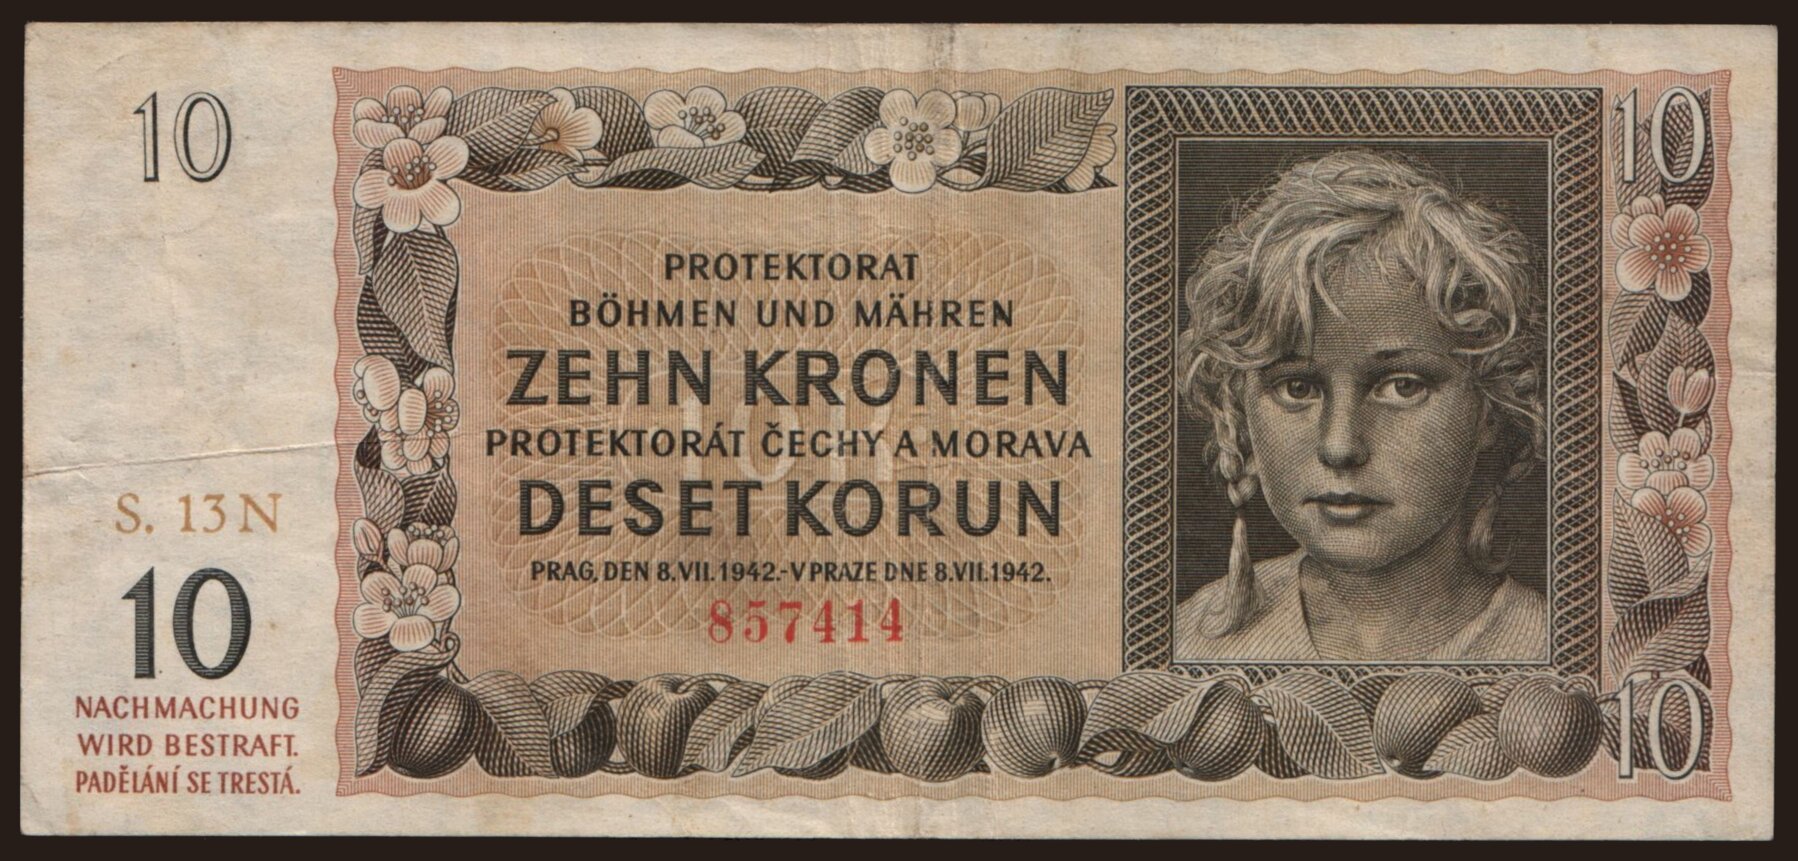 10
10
PROTEKTORAT
BÖHMEN UND MÄHREN
ZEHN KRONEN
PROTEKTORÁT ČECHY A MORAVA
DESET KORUN
PRAG, DEN 8.VII.1942.-V PRAZE DNE 8.VII.1942.
857414
S. 13N
10
NACHMACHUNG
WIRD BESTRAFT.
PADĚLÁNÍ SE TRESTÁ.
10